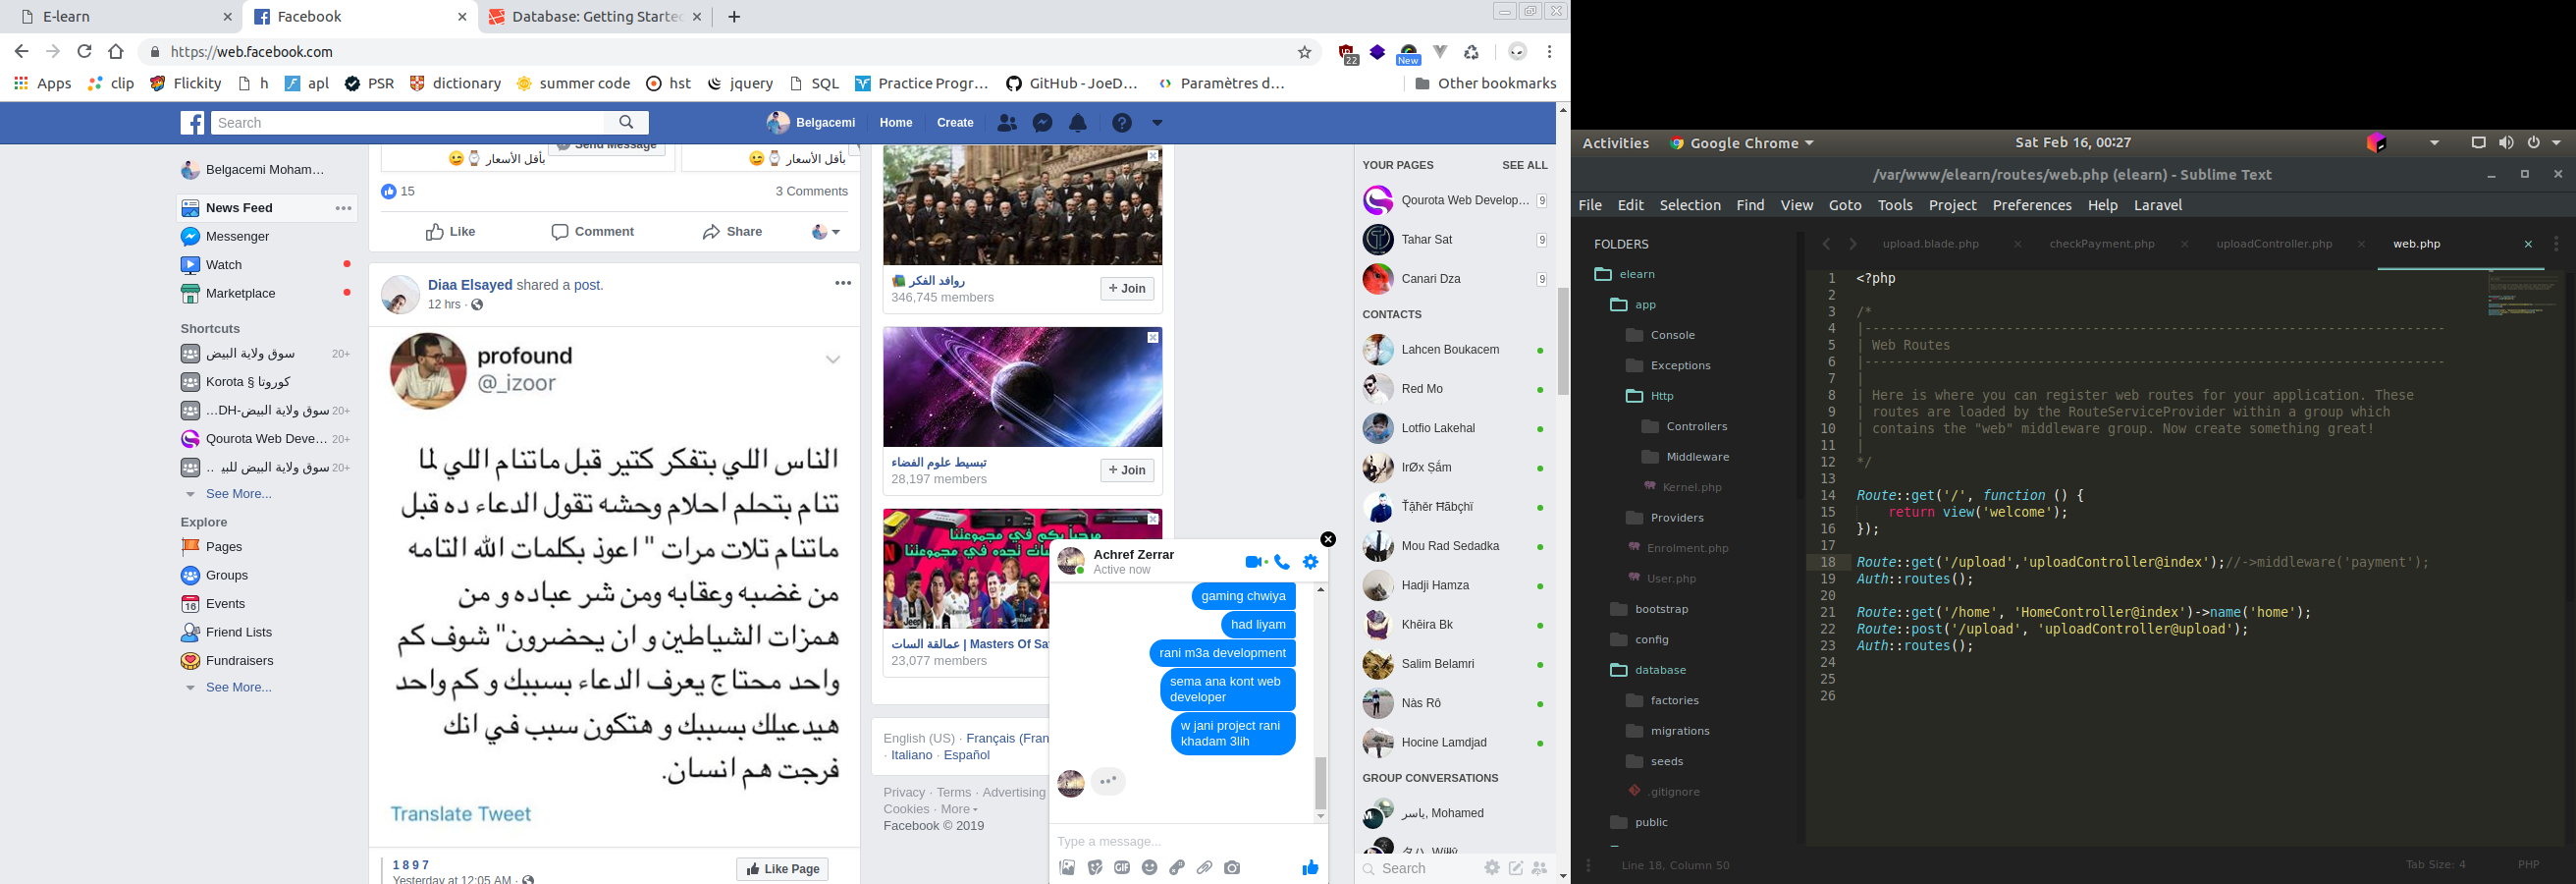 E-learn
Facebook
Database: Getting Starte
https://web.facebook.com
22
New
Apps
clip
Flickity
h
apl
PSR
dictionary
summer code
hst
jquery
SQL
Practice Progr…
GitHub - JoeD…
Paramètres d…
Other bookmarks
Search
Belgacemi
Home
Create
Belgacemi Moham…
News Feed
Messenger
Watch
Marketplace
Shortcuts
سوق ولاية البيض
20+
Korota § كوروتا
سوق ولاية البيض-DH…
20+
Qourota Web Deve…
20+
سوق ولاية البيض للبيـ ..
20+
See More...
Explore
Pages
Groups
16
Events
Friend Lists
Fundraisers
See More...
Send Message
بأقل الأسعار ⌚😉
بأقل الأسعار ⌚😉
15
3 Comments
Like
Comment
Share
Diaa Elsayed shared a post.
12 hrs ·
profound
@_izoor
الناس اللي بتفكر كتير قبل ماتنام اللي لما
تنام بتحلم احلام وحشه تقول الدعاء ده قبل
ماتنام تلات مرات " اعوذ بكلمات الله التامه
من غضبه وعقابه ومن شر عباده و من
همزات الشياطين و ان يحضرون" شوف كم
واحد محتاج يعرف الدعاء بسببك و كم واحد
هيدعيلك بسببك و هتكون سبب في انك
فرجت هم انسان.
Translate Tweet
1 8 9 7
Yesterday at 12:05 AM ·
Like Page
روافد الفكر
346,745 members
+ Join
تبسيط علوم الفضاء
28,197 members
+ Join
مرحبا بكم في مجموعتنا
نجده في مجموعتنا
عمالقة السات | Masters Of Sa
23,077 members
English (US) · Français (Fran
· Italiano · Español
Privacy · Terms · Advertising
Cookies · More
Facebook © 2019
Achref Zerrar
Active now
gaming chwiya
had liyam
rani m3a development
sema ana kont web
developer
w jani project rani
khadam 3lih
Type a message...
GIF
YOUR PAGES
SEE ALL
Qourota Web Develop…
9
Tahar Sat
9
Canari Dza
9
CONTACTS
Lahcen Boukacem
Red Mo
Lotfio Lakehal
IrØx Ṣắm
Ťậħĕr Ħãbçhï
Mou Rad Sedadka
Hadji Hamza
Khêira Bk
Salim Belamri
Nàs Rô
Hocine Lamdjad
GROUP CONVERSATIONS
ياسر, Mohamed
Search
Activities
Google Chrome
Sat Feb 16, 00:27
/var/www/elearn/routes/web.php (elearn) - Sublime Text
File Edit Selection Find View Goto Tools Project Preferences Help Laravel
FOLDERS
elearn
app
Console
Exceptions
Http
Controllers
Middleware
Kernel.php
Providers
Enrolment.php
User.php
bootstrap
config
database
factories
migrations
seeds
.gitignore
public
upload.blade.php
checkPayment.php
uploadController.php
web.php
1 <?php
2
3 /*
4 |--------------------------------------------------------------------------
5 | Web Routes
6 |--------------------------------------------------------------------------
7 |
8 | Here is where you can register web routes for your application. These
9 | routes are loaded by the RouteServiceProvider within a group which
10 | contains the "web" middleware group. Now create something great!
11 |
12 */
13
14 Route::get('/', function () {
15 return view('welcome');
16 });
17
18 Route::get('/upload','uploadController@index');//->middleware('payment');
19 Auth::routes();
20
21 Route::get('/home', 'HomeController@index')->name('home');
22 Route::post('/upload', 'uploadController@upload');
23 Auth::routes();
24
25
26
Line 18, Column 50
Tab Size: 4
PHP